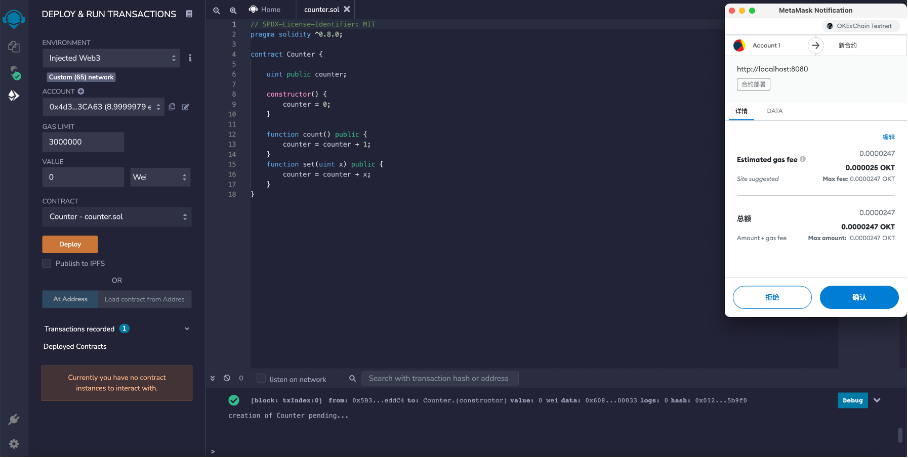 DEPLOY & RUN TRANSACTIONS
ENVIRONMENT
Injected Web3
i
Custom (65) network
ACCOUNT
0x4d3...3CA63 (8.9999979 e
GAS LIMIT
3000000
VALUE
0
Wei
CONTRACT
Counter - counter.sol
Deploy
Publish to IPFS
OR
At Address
Load contract from Addres
Transactions recorded 1
Deployed Contracts
Currently you have no contract
instances to interact with.
Home
counter.sol
1 // SPDX-License-Identifier: MIT
2 pragma solidity ^0.8.0;
3
4 contract Counter {
5
6 uint public counter;
7
8 constructor() {
9 counter = 0;
10 }
11
12 function count() public {
13 counter = counter + 1;
14 }
15 function set(uint x) public {
16 counter = counter + x;
17 }
18 }
0
listen on network
Search with transaction hash or address
[block: txIndex:0] from: 0x5B3...eddC4 to: Counter.(constructor) value: 0 wei data: 0x608...00033 logs: 0 hash: 0x012...5b9f0
Debug
creation of Counter pending...
>
MetaMask Notification
OKExChain Testnet
Account 1
新合约
http://localhost:8080
合约部署
详情
DATA
编辑
0.0000247
Estimated gas fee
0.000025 OKT
Site suggested
Max fee: 0.0000247 OKT
0.0000247
总额
0.0000247 OKT
Amount + gas fee
Max amount: 0.0000247 OKT
拒绝
确认